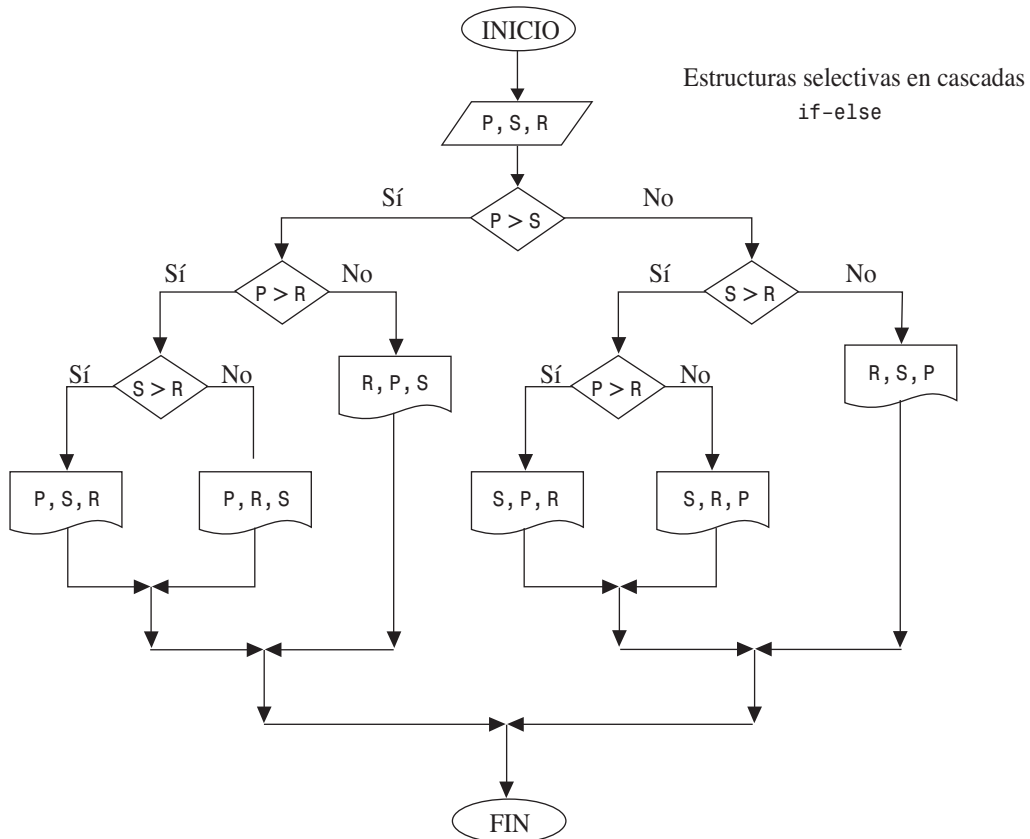 INICIO
Estructuras selectivas en cascadas
if-else
P, S, R
Sí
No
P > S
Sí
No
Sí
No
P > R
S > R
Sí
No
R, P, S
Sí
No
R, S, P
S > R
P > R
P, S, R
P, R, S
S, P, R
S, R, P
FIN